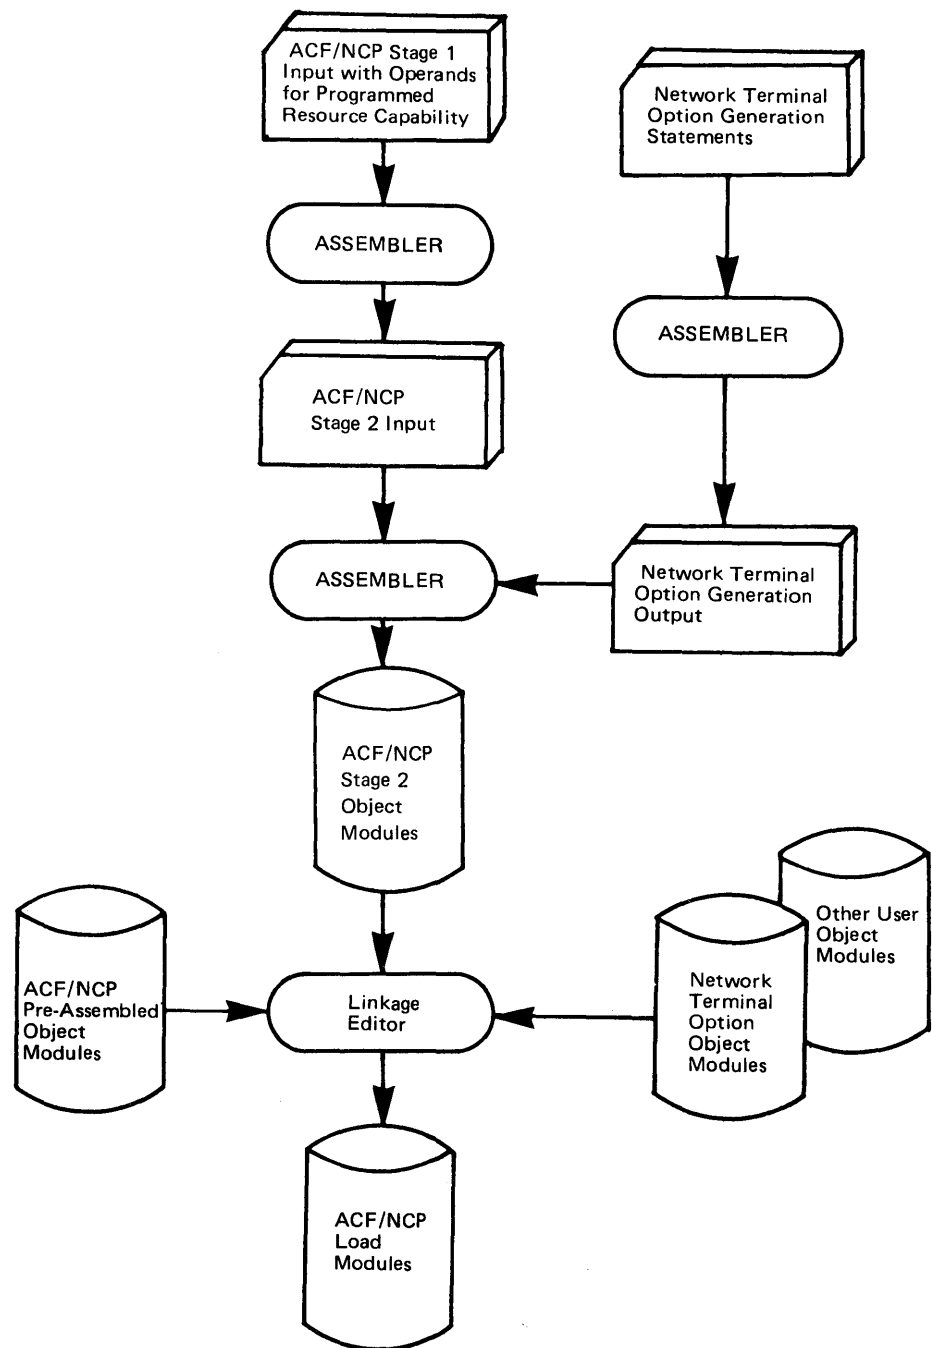 ACF/NCP Stage 1
Input with Operands
for Programmed
Resource Capability
Network Terminal
Option Generation
Statements
ASSEMBLER
ASSEMBLER
ACF/NCP
Stage 2 Input
ASSEMBLER
Network Terminal
Option Generation
Output
ACF/NCP
Stage 2
Object
Modules
Other User
Object
Modules
ACF/NCP
Pre-Assembled
Object
Modules
Linkage
Editor
Network
Terminal
Option
Object
Modules
ACF/NCP
Load
Modules